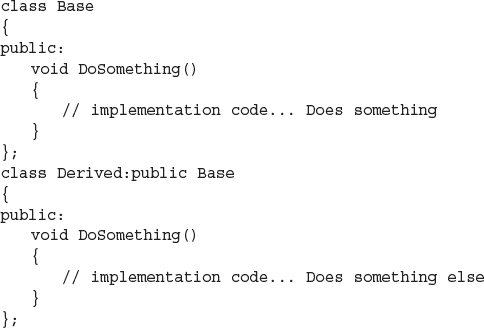 class Base
{
public:
   void DoSomething()
   {
      // implementation code... Does something
   }
};
class Derived:public Base
{
public:
   void DoSomething()
   {
      // implementation code... Does something else
   }
};